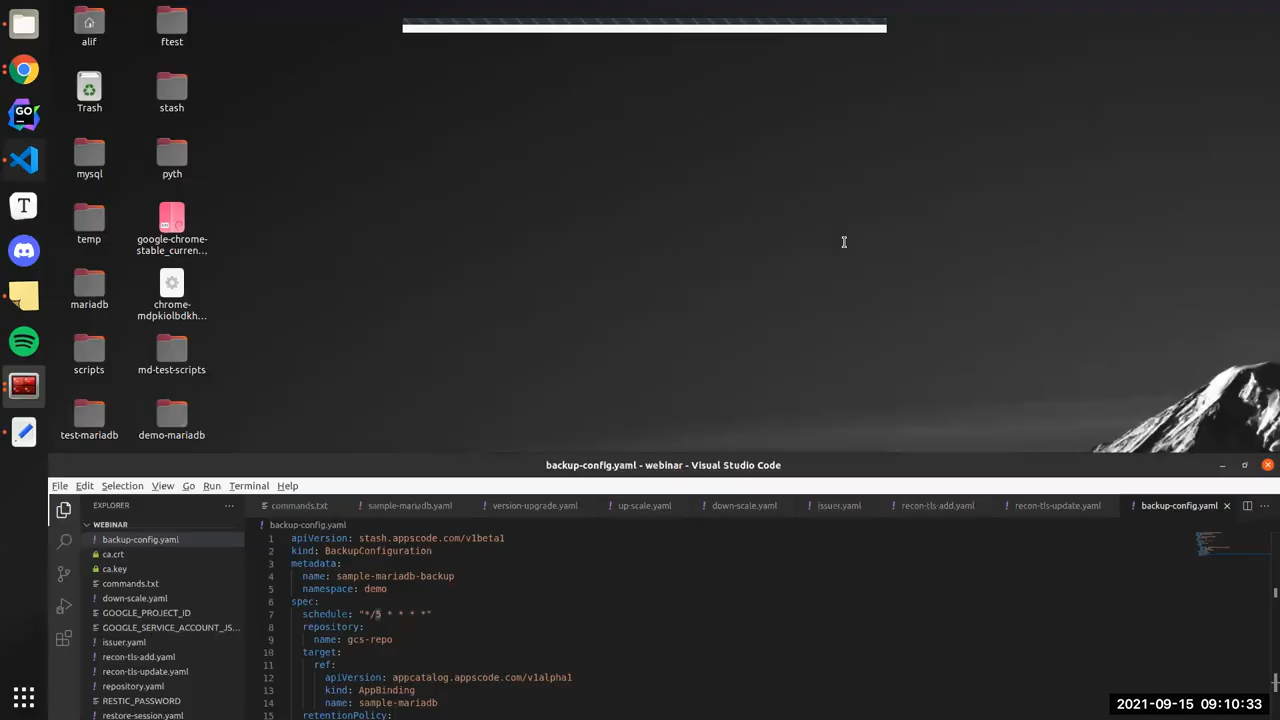 alif
ftest
Trash
stash
mysql
pyth
temp
google-chrome-
stable_curren...
mariadb
chrome-
mdpkiolbdkh...
scripts
md-test-scripts
test-mariadb
demo-mariadb
GO
T
backup-config.yaml - webinar - Visual Studio Code
File Edit Selection View Go Run Terminal Help
EXPLORER
WEBINAR
backup-config.yaml
ca.crt
ca.key
commands.txt
down-scale.yaml
GOOGLE_PROJECT_ID
GOOGLE_SERVICE_ACCOUNT_JS...
issuer.yaml
recon-tls-add.yaml
recon-tls-update.yaml
repository.yaml
RESTIC_PASSWORD
restore-session.yaml
commands.txt sample-mariadb.yaml version-upgrade.yaml up-scale.yaml down-scale.yaml issuer.yaml recon-tls-add.yaml recon-tls-update.yaml backup-config.yaml
backup-config.yaml
1 apiVersion: stash.appscode.com/v1beta1
2 kind: BackupConfiguration
3 metadata:
4 name: sample-mariadb-backup
5 namespace: demo
6 spec:
7 schedule: "*/5 * * * *"
8 repository:
9 name: gcs-repo
10 target:
11 ref:
12 apiVersion: appcatalog.appscode.com/v1alpha1
13 kind: AppBinding
14 name: sample-mariadb
15 retentionPolicy:
2021-09-15 09:10:33